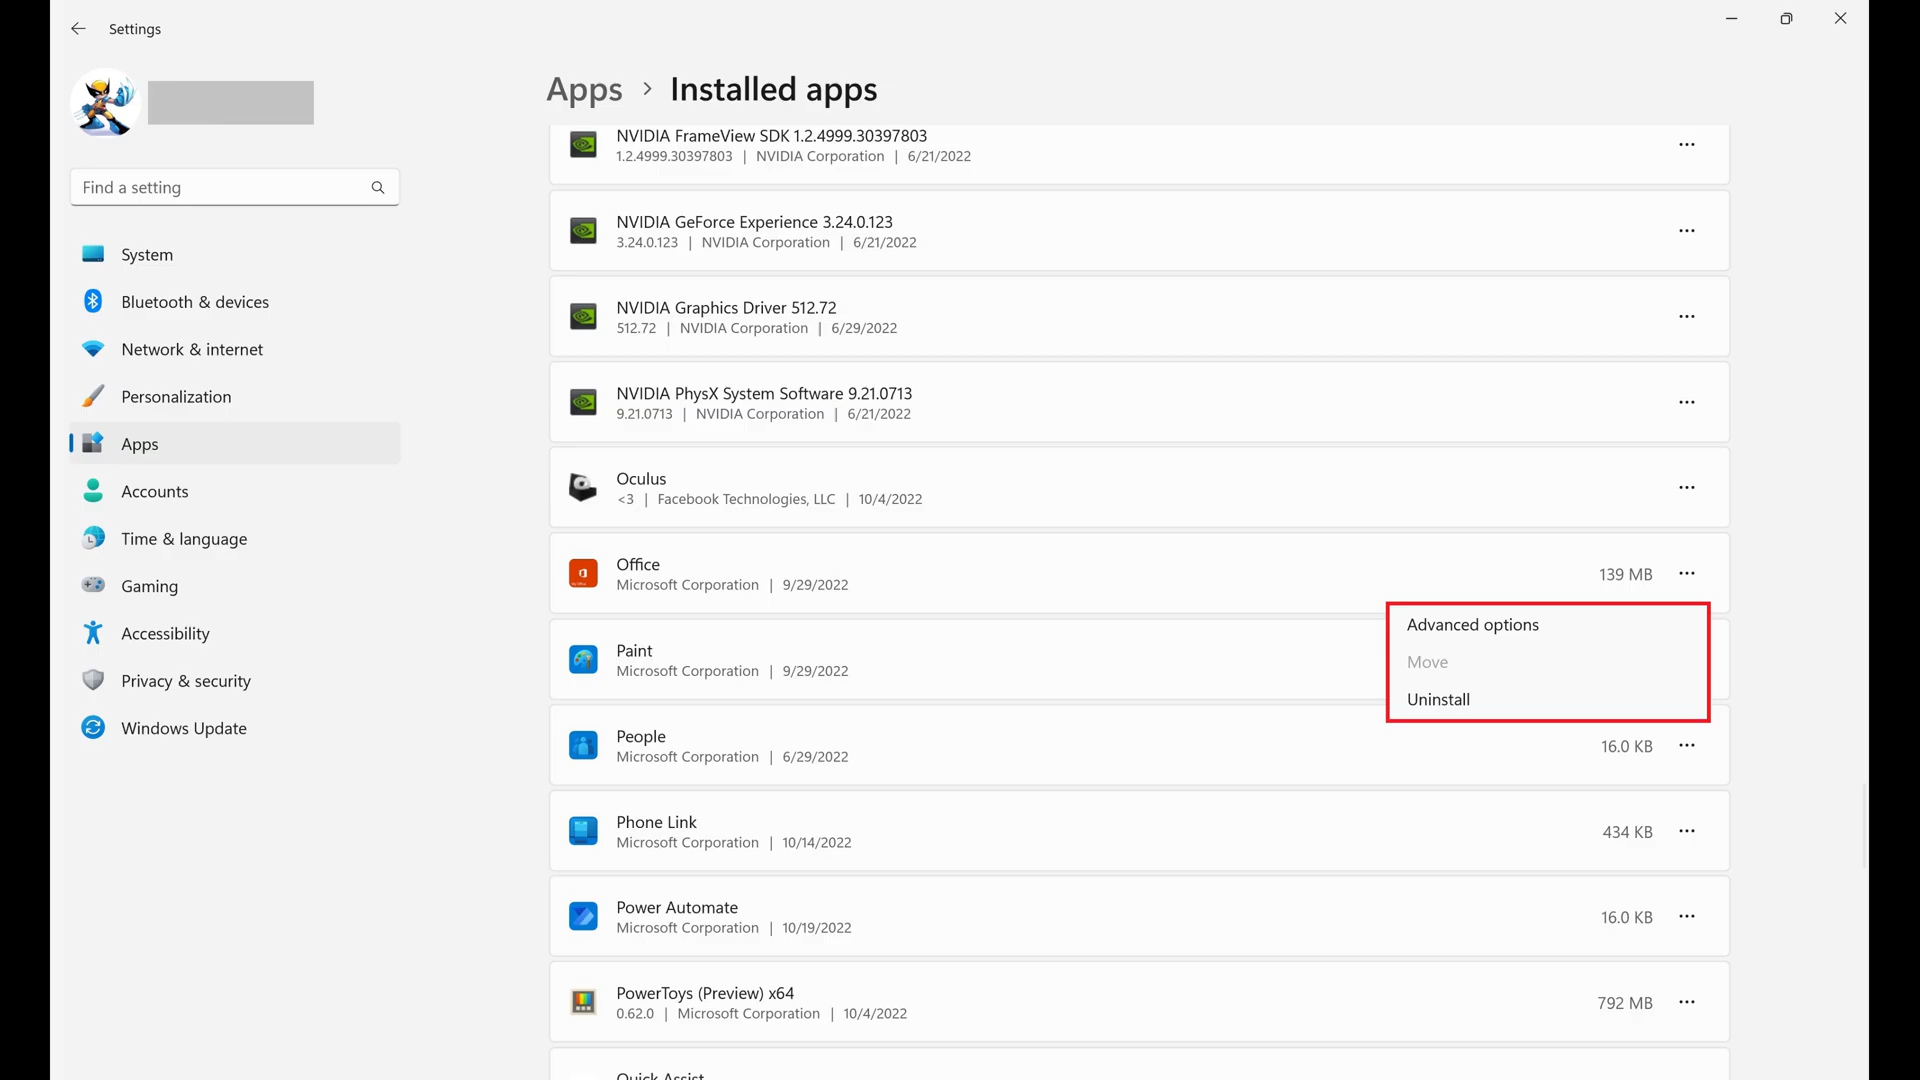 Settings
Find a setting
System
Bluetooth & devices
Network & internet
Personalization
Apps
Accounts
Time & language
Gaming
Accessibility
Privacy & security
Windows Update
Apps > Installed apps
NVIDIA FrameView SDK 1.2.4999.30397803
1.2.4999.30397803 | NVIDIA Corporation | 6/21/2022
NVIDIA GeForce Experience 3.24.0.123
3.24.0.123 | NVIDIA Corporation | 6/21/2022
NVIDIA Graphics Driver 512.72
512.72 | NVIDIA Corporation | 6/29/2022
NVIDIA PhysX System Software 9.21.0713
9.21.0713 | NVIDIA Corporation | 6/21/2022
Oculus
<3 | Facebook Technologies, LLC | 10/4/2022
Office
Microsoft Corporation | 9/29/2022
139 MB
Advanced options
Move
Uninstall
Paint
Microsoft Corporation | 9/29/2022
People
Microsoft Corporation | 6/29/2022
16.0 KB
Phone Link
Microsoft Corporation | 10/14/2022
434 KB
Power Automate
Microsoft Corporation | 10/19/2022
16.0 KB
PowerToys (Preview) x64
0.62.0 | Microsoft Corporation | 10/4/2022
792 MB
Quick Assist